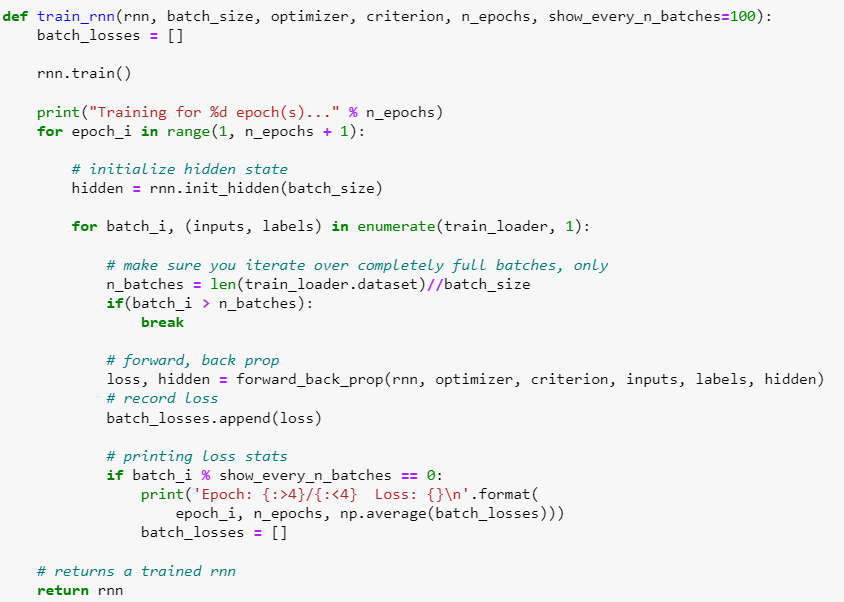 def train_rnn(rnn, batch_size, optimizer, criterion, n_epochs, show_every_n_batches=100):
    batch_losses = []

    rnn.train()

    print("Training for %d epoch(s)..." % n_epochs)
    for epoch_i in range(1, n_epochs + 1):

        # initialize hidden state
        hidden = rnn.init_hidden(batch_size)

        for batch_i, (inputs, labels) in enumerate(train_loader, 1):

            # make sure you iterate over completely full batches, only
            n_batches = len(train_loader.dataset)//batch_size
            if(batch_i > n_batches):
                break

            # forward, back prop
            loss, hidden = forward_back_prop(rnn, optimizer, criterion, inputs, labels, hidden)
            # record loss
            batch_losses.append(loss)

            # printing loss stats
            if batch_i % show_every_n_batches == 0:
                print('Epoch: {:>4}/{:<4}  Loss: {}\n'.format(
                    epoch_i, n_epochs, np.average(batch_losses)))
                batch_losses = []

    # returns a trained rnn
    return rnn